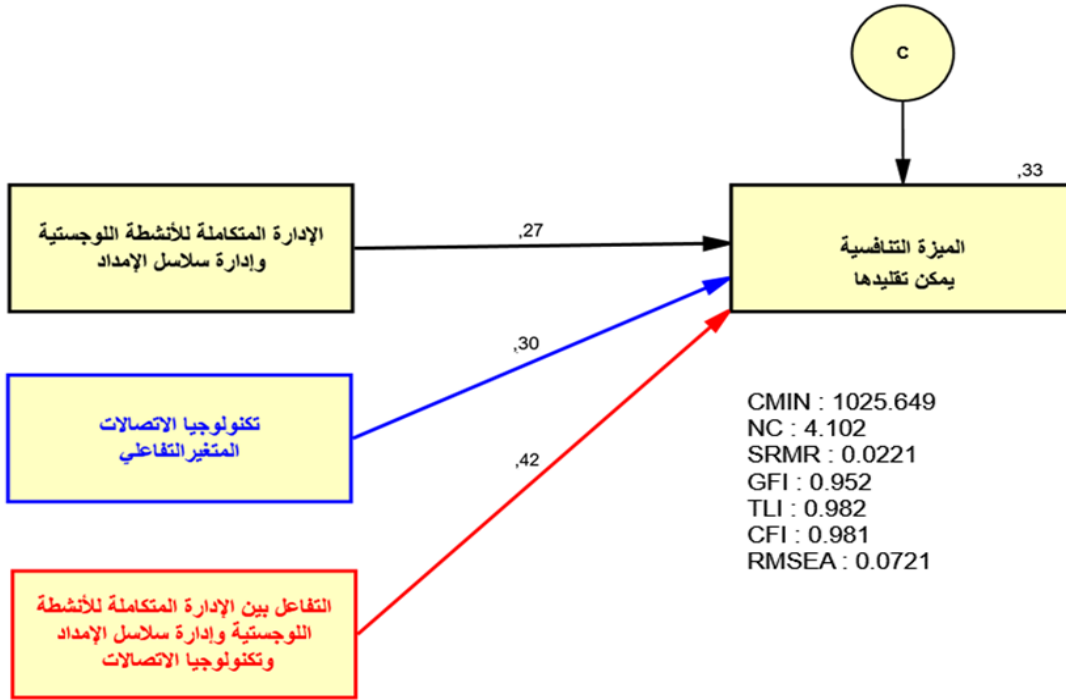 C
,33
الإدارة المتكاملة للأنشطة اللوجستية
وإدارة سلاسل الإمداد
,27
الميزة التنافسية
يمكن تقليدها
,30
تكنولوجيا الاتصالات
المتغيرالتفاعلي
,42
التفاعل بين الإدارة المتكاملة للأنشطة
اللوجستية وإدارة سلاسل الإمداد
وتكنولوجيا الاتصالات
CMIN : 1025.649
NC : 4.102
SRMR : 0.0221
GFI : 0.952
TLI : 0.982
CFI : 0.981
RMSEA : 0.0721